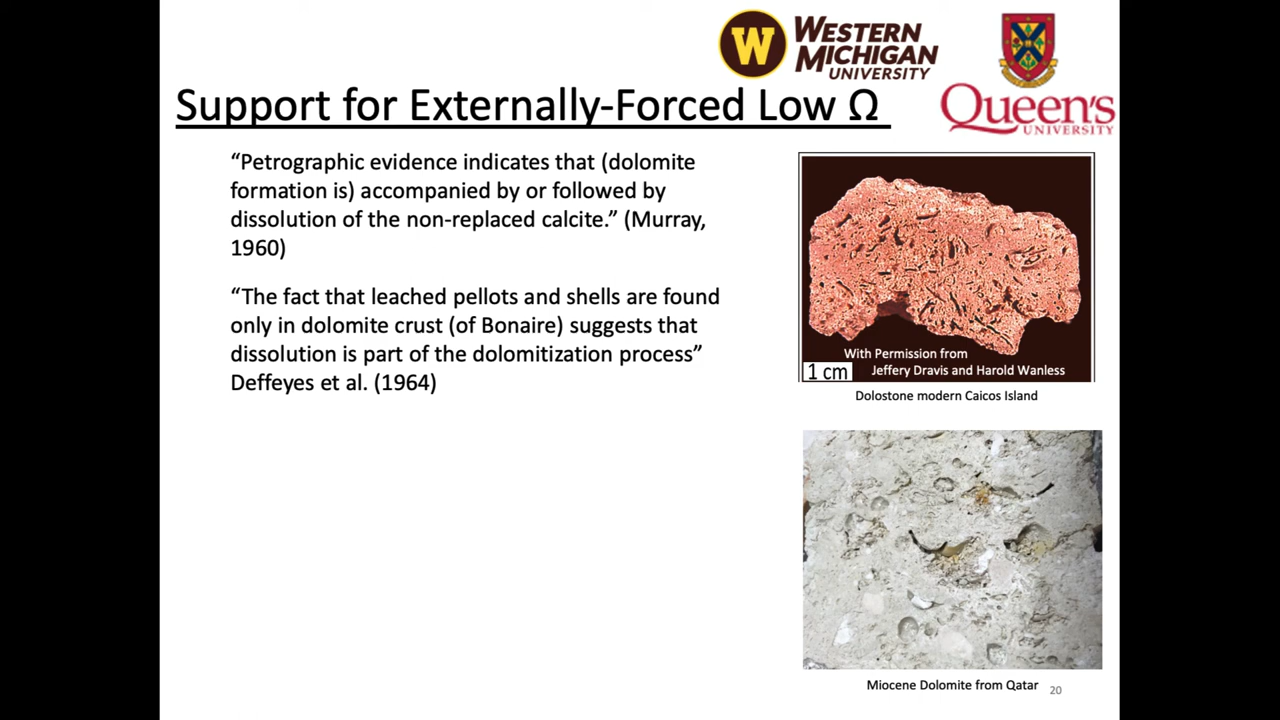 W
WESTERN
MICHIGAN
UNIVERSITY
Queen's
UNIVERSITY
Support for Externally-Forced Low Ω
“Petrographic evidence indicates that (dolomite
formation is) accompanied by or followed by
dissolution of the non-replaced calcite.” (Murray,
1960)
“The fact that leached pellots and shells are found
only in dolomite crust (of Bonaire) suggests that
dissolution is part of the dolomitization process”
Deffeyes et al. (1964)
With Permission from
Jeffery Dravis and Harold Wanless
1 cm
Dolostone modern Caicos Island
Miocene Dolomite from Qatar
20